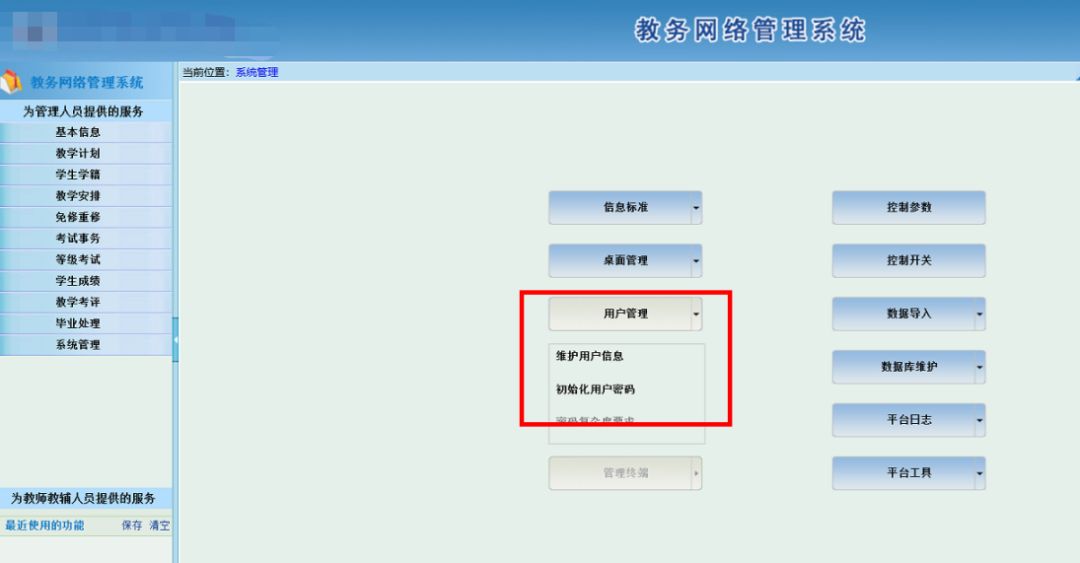 教务网络管理系统
教务网络管理系统
当前位置：系统管理
为管理人员提供的服务
基本信息
教学计划
学生学籍
教学安排
免修重修
考试事务
等级考试
学生成绩
教学考评
毕业处理
系统管理
为教师教辅人员提供的服务
最近使用的功能 保存 清空
信息标准
控制参数
桌面管理
控制开关
用户管理
数据导入
维护用户信息
数据库维护
初始化用户密码
密码复杂度要求
平台日志
管理终端
平台工具